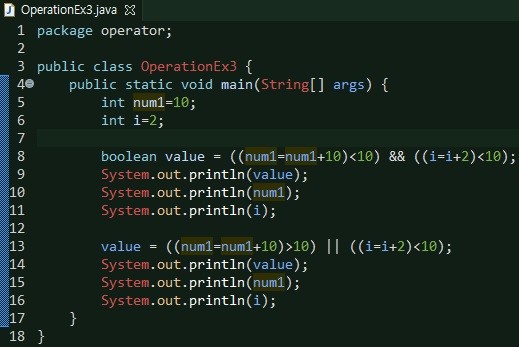 OperationEx3.java
1 package operator;
2
3 public class OperationEx3 {
4 public static void main(String[] args) {
5 int num1=10;
6 int i=2;
7
8 boolean value = ((num1=num1+10)<10) && ((i=i+2)<10);
9 System.out.println(value);
10 System.out.println(num1);
11 System.out.println(i);
12
13 value = ((num1=num1+10)>10) || ((i=i+2)<10);
14 System.out.println(value);
15 System.out.println(num1);
16 System.out.println(i);
17 }
18 }